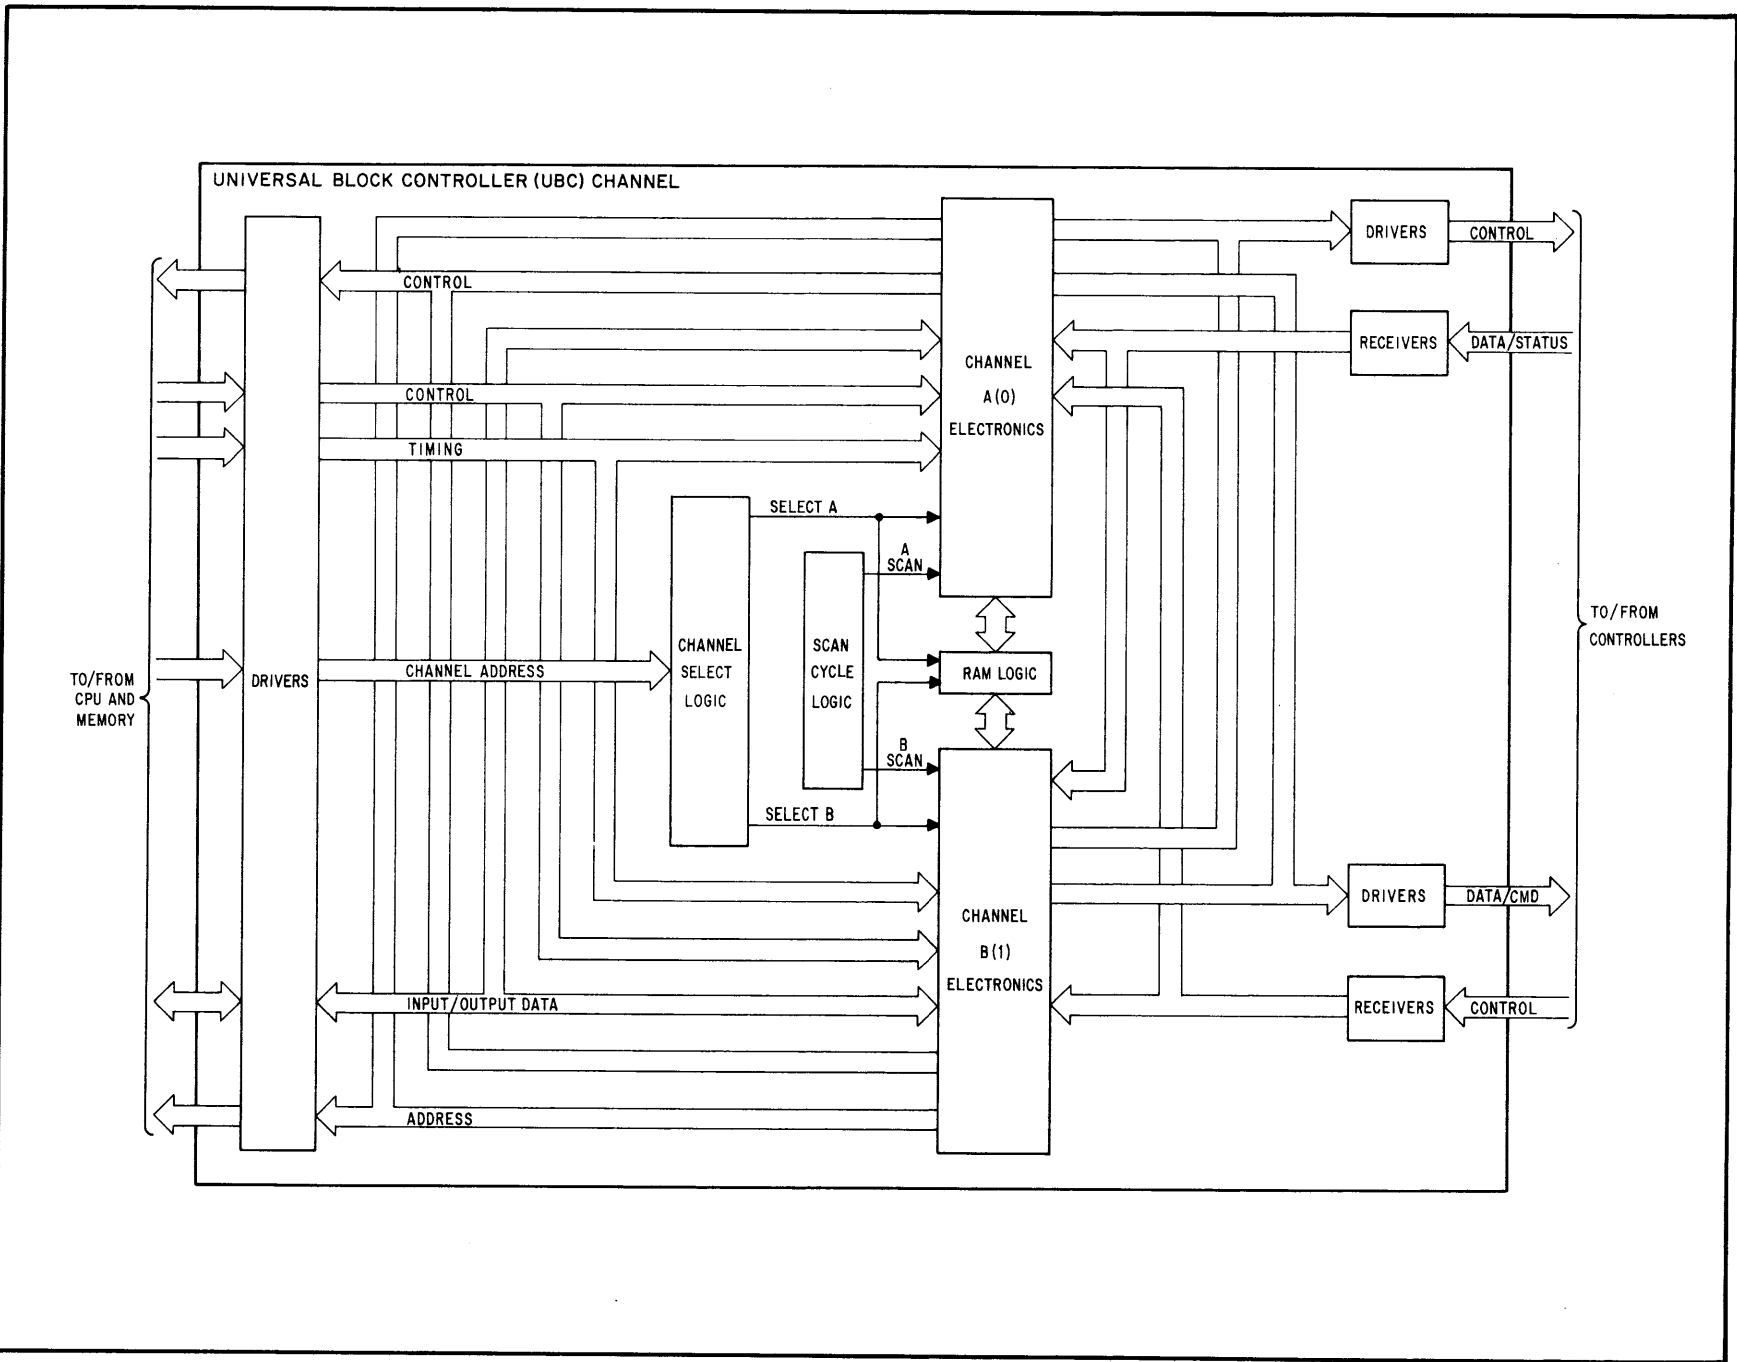 UNIVERSAL BLOCK CONTROLLER (UBC) CHANNEL
DRIVERS
CONTROL
RECEIVERS
DATA/STATUS
CONTROL
CONTROL
TIMING
CHANNEL
A(0)
ELECTRONICS
SELECT A
A
SCAN
CHANNEL
SELECT
LOGIC
SCAN
CYCLE
LOGIC
RAM LOGIC
CHANNEL ADDRESS
DRIVERS
TO/FROM
CPU AND
MEMORY
TO/FROM
CONTROLLERS
B
SCAN
SELECT B
CHANNEL
B(1)
ELECTRONICS
DRIVERS
DATA/CMD
INPUT/OUTPUT DATA
RECEIVERS
CONTROL
ADDRESS